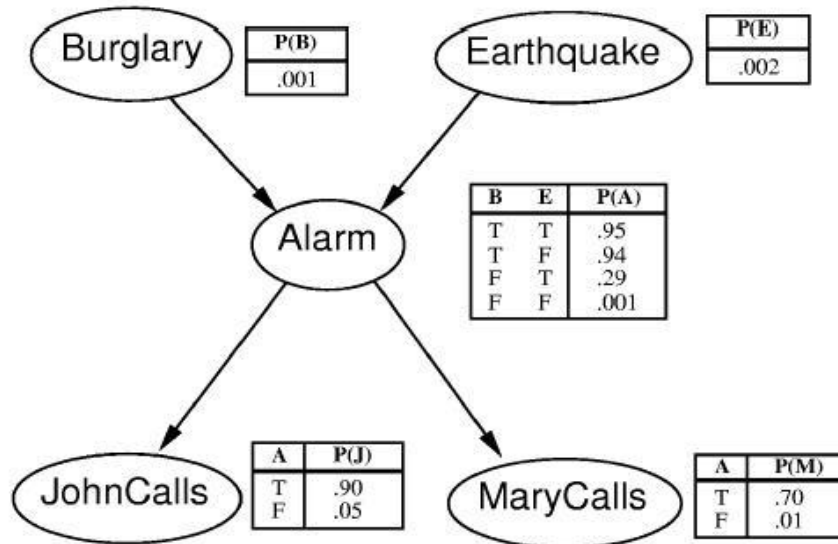 Burglary
P(B)
.001
Earthquake
P(E)
.002
Alarm
B E P(A)
T T .95
T F .94
F T .29
F F .001
JohnCalls
A P(J)
T .90
F .05
MaryCalls
A P(M)
T .70
F .01